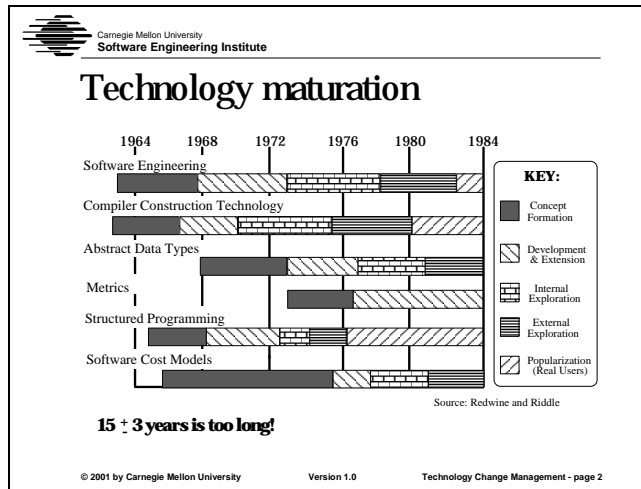 Carnegie Mellon University
Software Engineering Institute
Technology maturation
1964 1968 1972 1976 1980 1984
Software Engineering
Compiler Construction Technology
Abstract Data Types
Metrics
Structured Programming
Software Cost Models
KEY:
Concept
Formation
Development
& Extension
Internal
Exploration
External
Exploration
Popularization
(Real Users)
Source: Redwine and Riddle
15 ± 3 years is too long!
© 2001 by Carnegie Mellon University Version 1.0 Technology Change Management - page 2